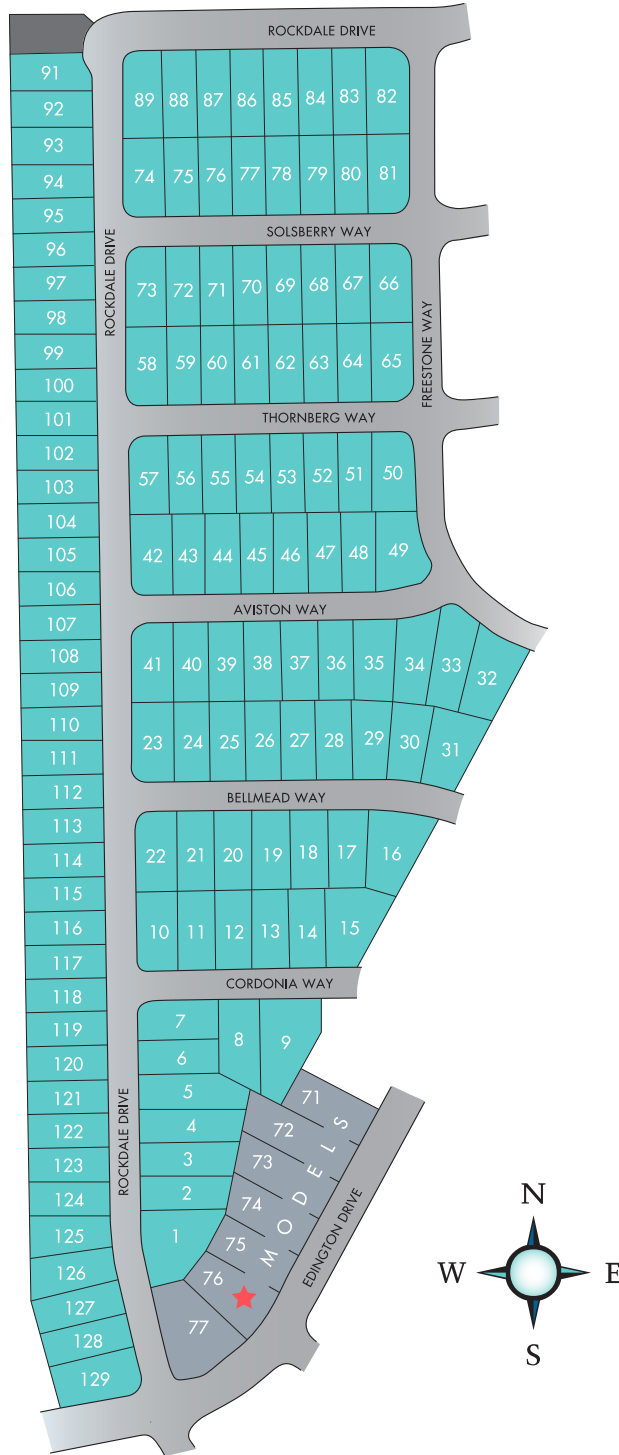 ROCKDALE DRIVE
91
92
93
94
95
96
97
98
99
100
101
102
103
104
105
106
107
108
109
110
111
112
113
114
115
116
117
118
119
120
121
122
123
124
125
126
127
128
129
ROCKDALE DRIVE
ROCKDALE DRIVE
89 88 87 86 85 84 83 82
74 75 76 77 78 79 80 81
SOLSBERRY WAY
73 72 71 70 69 68 67 66
58 59 60 61 62 63 64 65
FREESTONE WAY
THORNBERG WAY
57 56 55 54 53 52 51 50
42 43 44 45 46 47 48 49
AVISTON WAY
41 40 39 38 37 36 35 34 33 32
23 24 25 26 27 28 29 30 31
BELLMEAD WAY
22 21 20 19 18 17 16
10 11 12 13 14 15
CORDONIA WAY
7
8 9
6
5
4
3
2
1
71
72
73
74
75
76
77
MODELS
EDINGTON DRIVE
N
W E
S